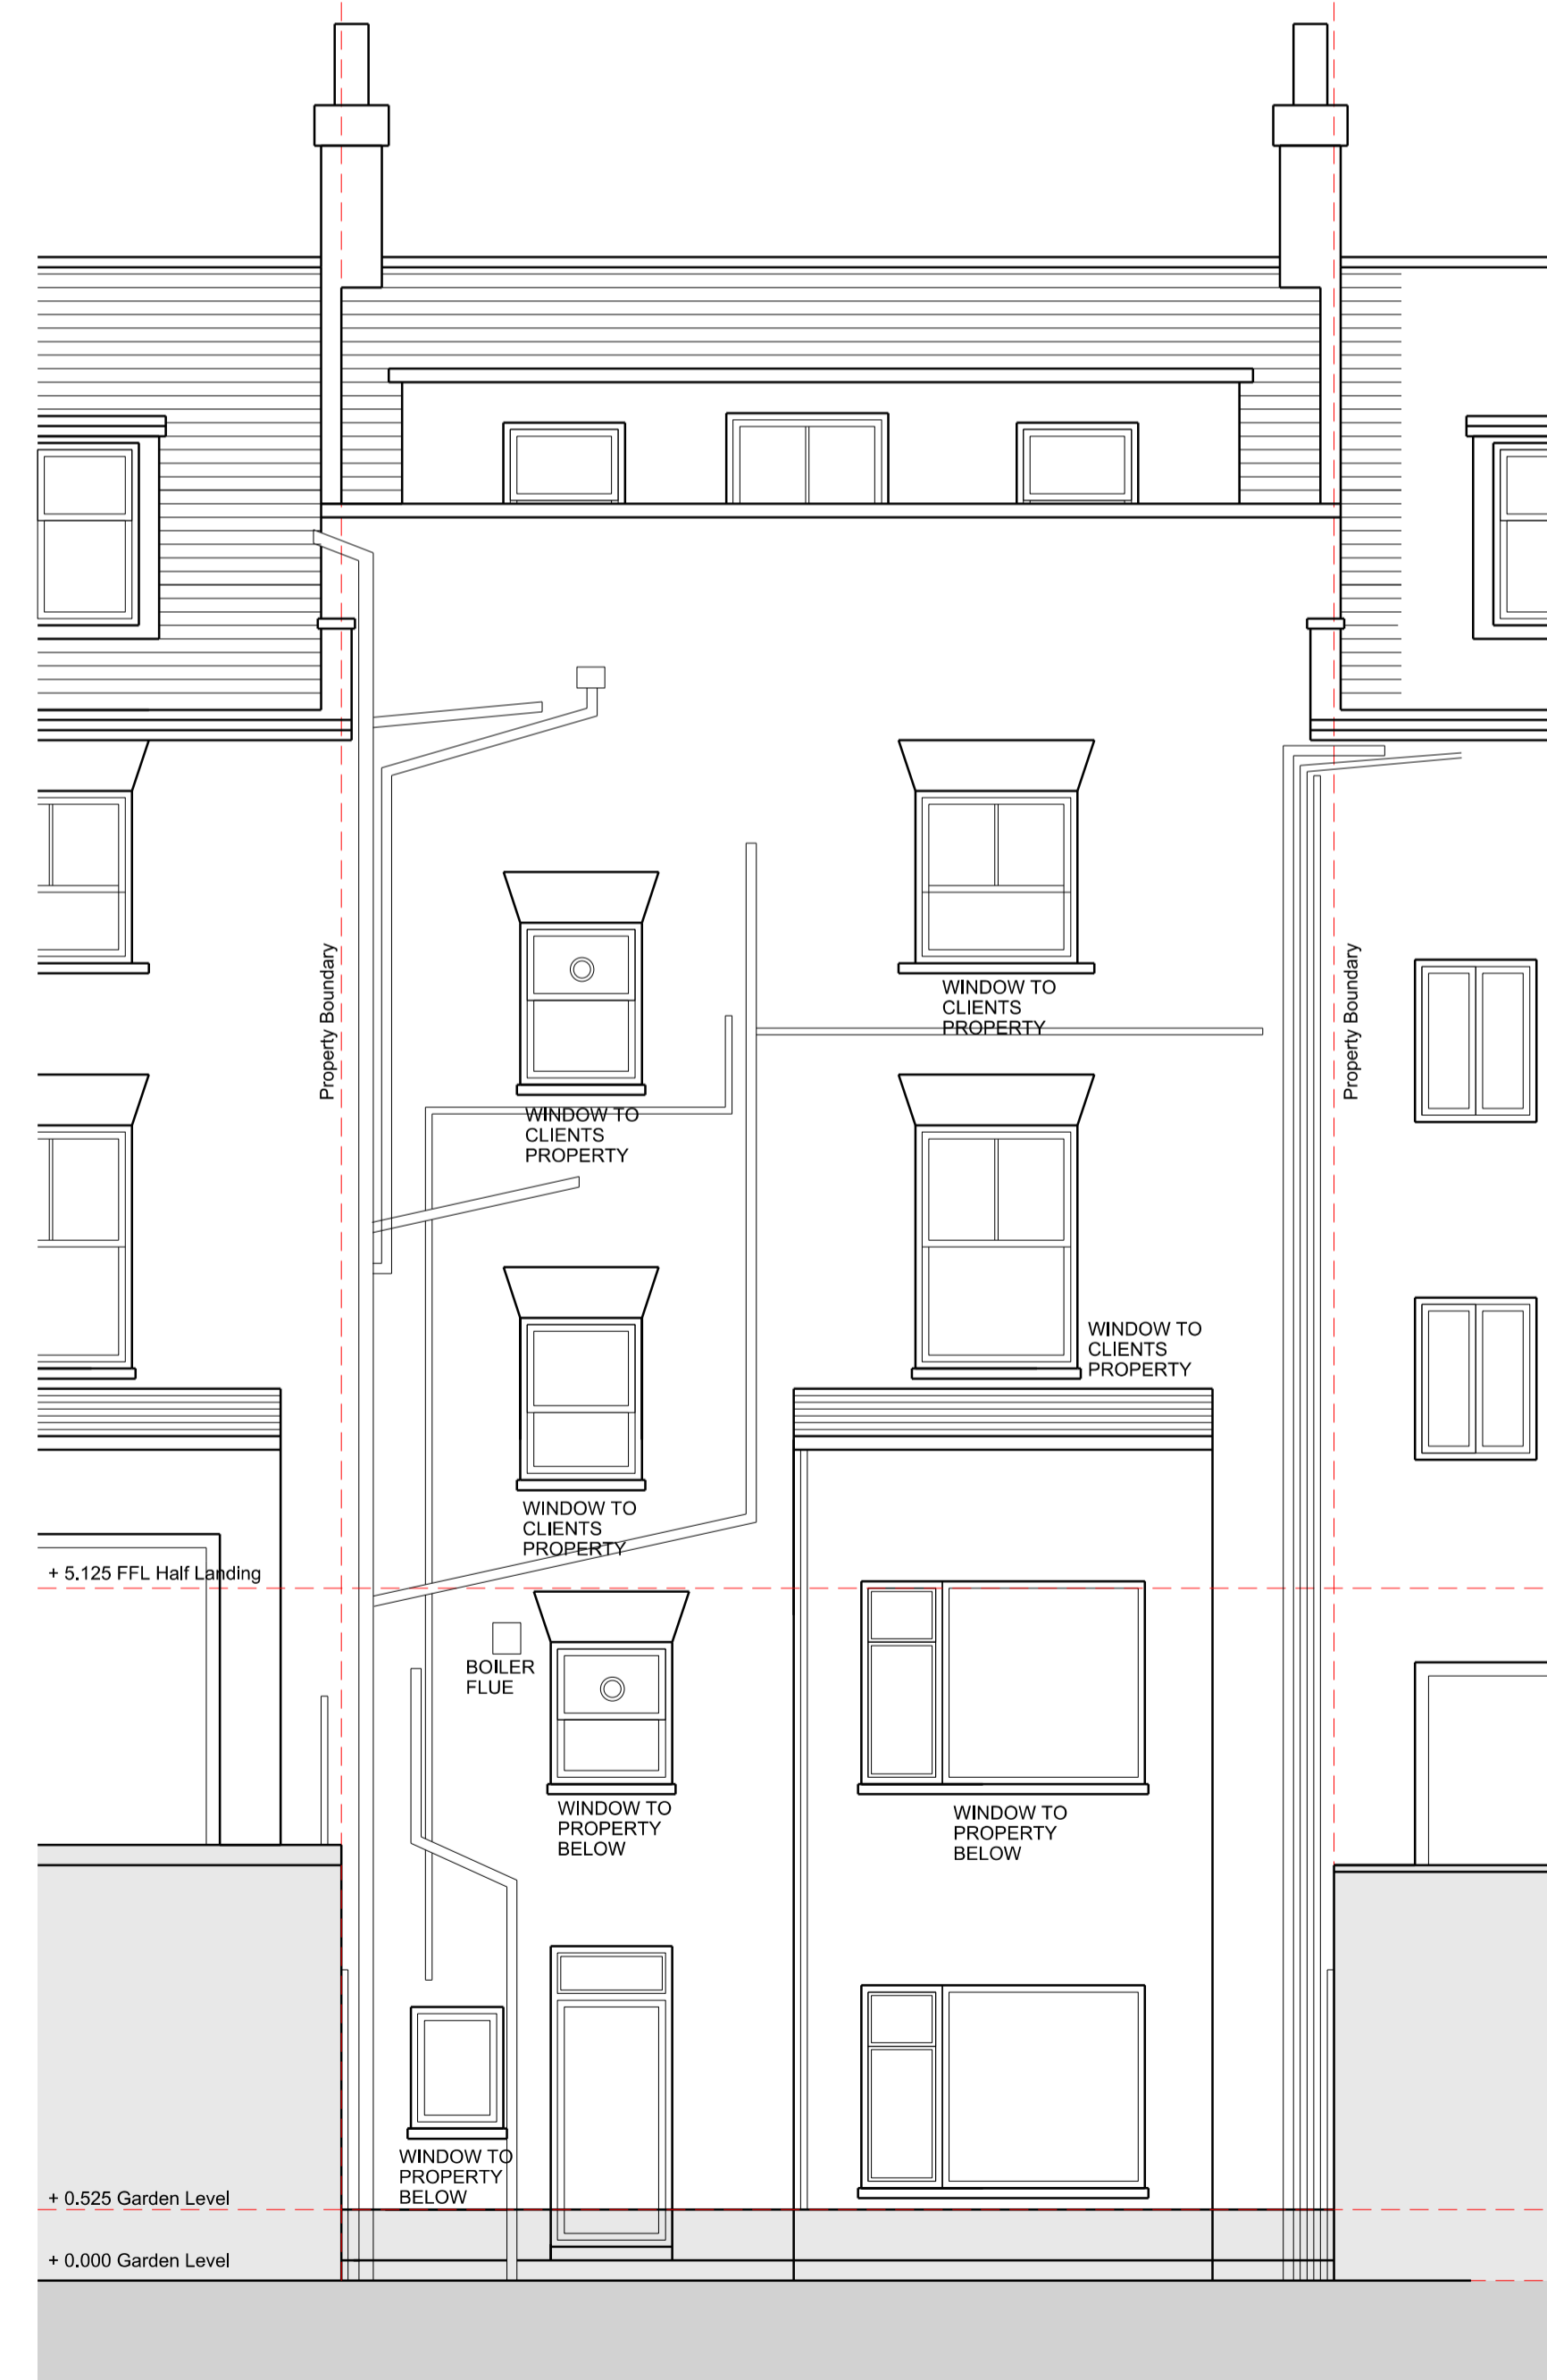 Property Boundary
Property Boundary
WINDOW TO
CLIENTS
PROPERTY
WINDOW TO
CLIENTS
PROPERTY
WINDOW TO
CLIENTS
PROPERTY
WINDOW TO
CLIENTS
PROPERTY
+ 5.125 FFL Half Landing
BOILER
FLUE
WINDOW TO
PROPERTY
BELOW
WINDOW TO
PROPERTY
BELOW
WINDOW TO
PROPERTY
BELOW
+ 0.525 Garden Level
+ 0.000 Garden Level